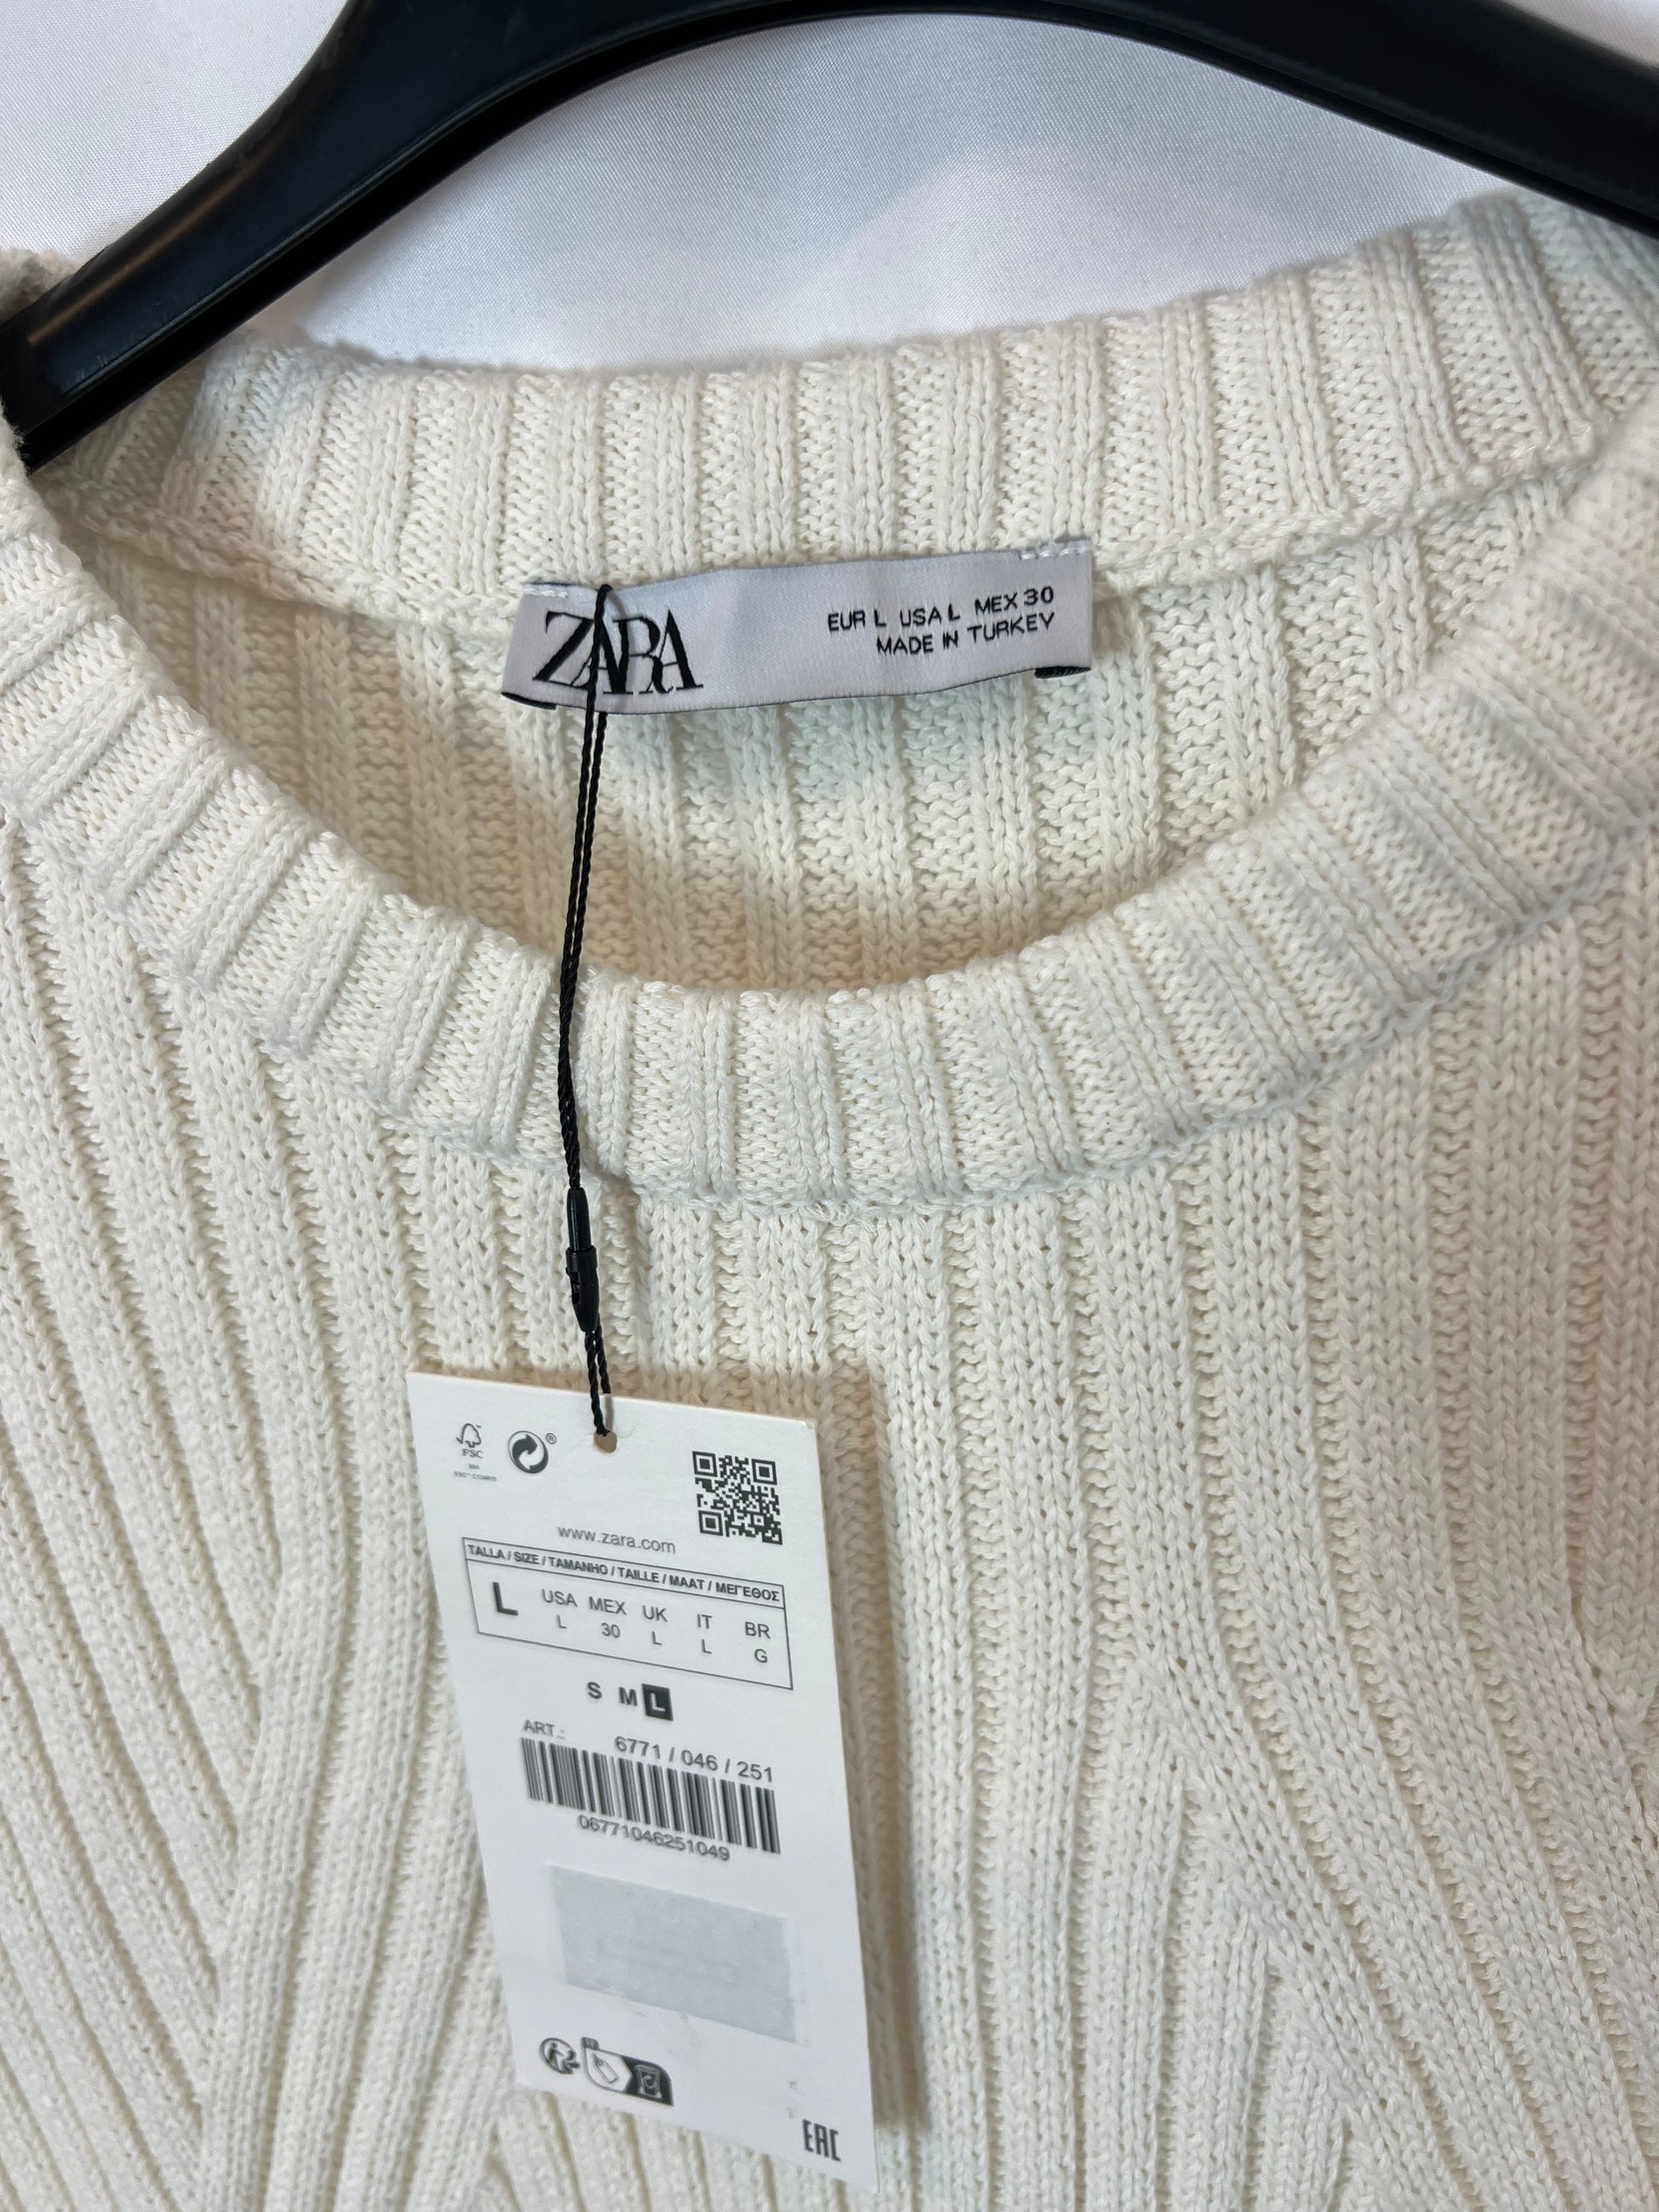 ZARA
EUR L USA L MEX 30
MADE IN TURKEY
FSC
®
www.zara.com
TALLA / SIZE / TAMANHO / TAILLE / MAAT / ΜΕΓΕΘΟΣ
L USA MEX UK IT BR
L 30 L L G
S M L
ART.: 6771 / 046 / 251
06771046251049
EAC